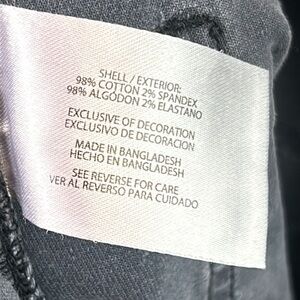 SHELL / EXTERIOR:
98% COTTON 2% SPANDEX
98% ALGODON 2% ELASTANO
EXCLUSIVE OF DECORATION
EXCLUSIVO DE DECORACION
MADE IN BANGLADESH
HECHO EN BANGLADESH
SEE REVERSE FOR CARE
VER AL REVERSO PARA CUIDADO